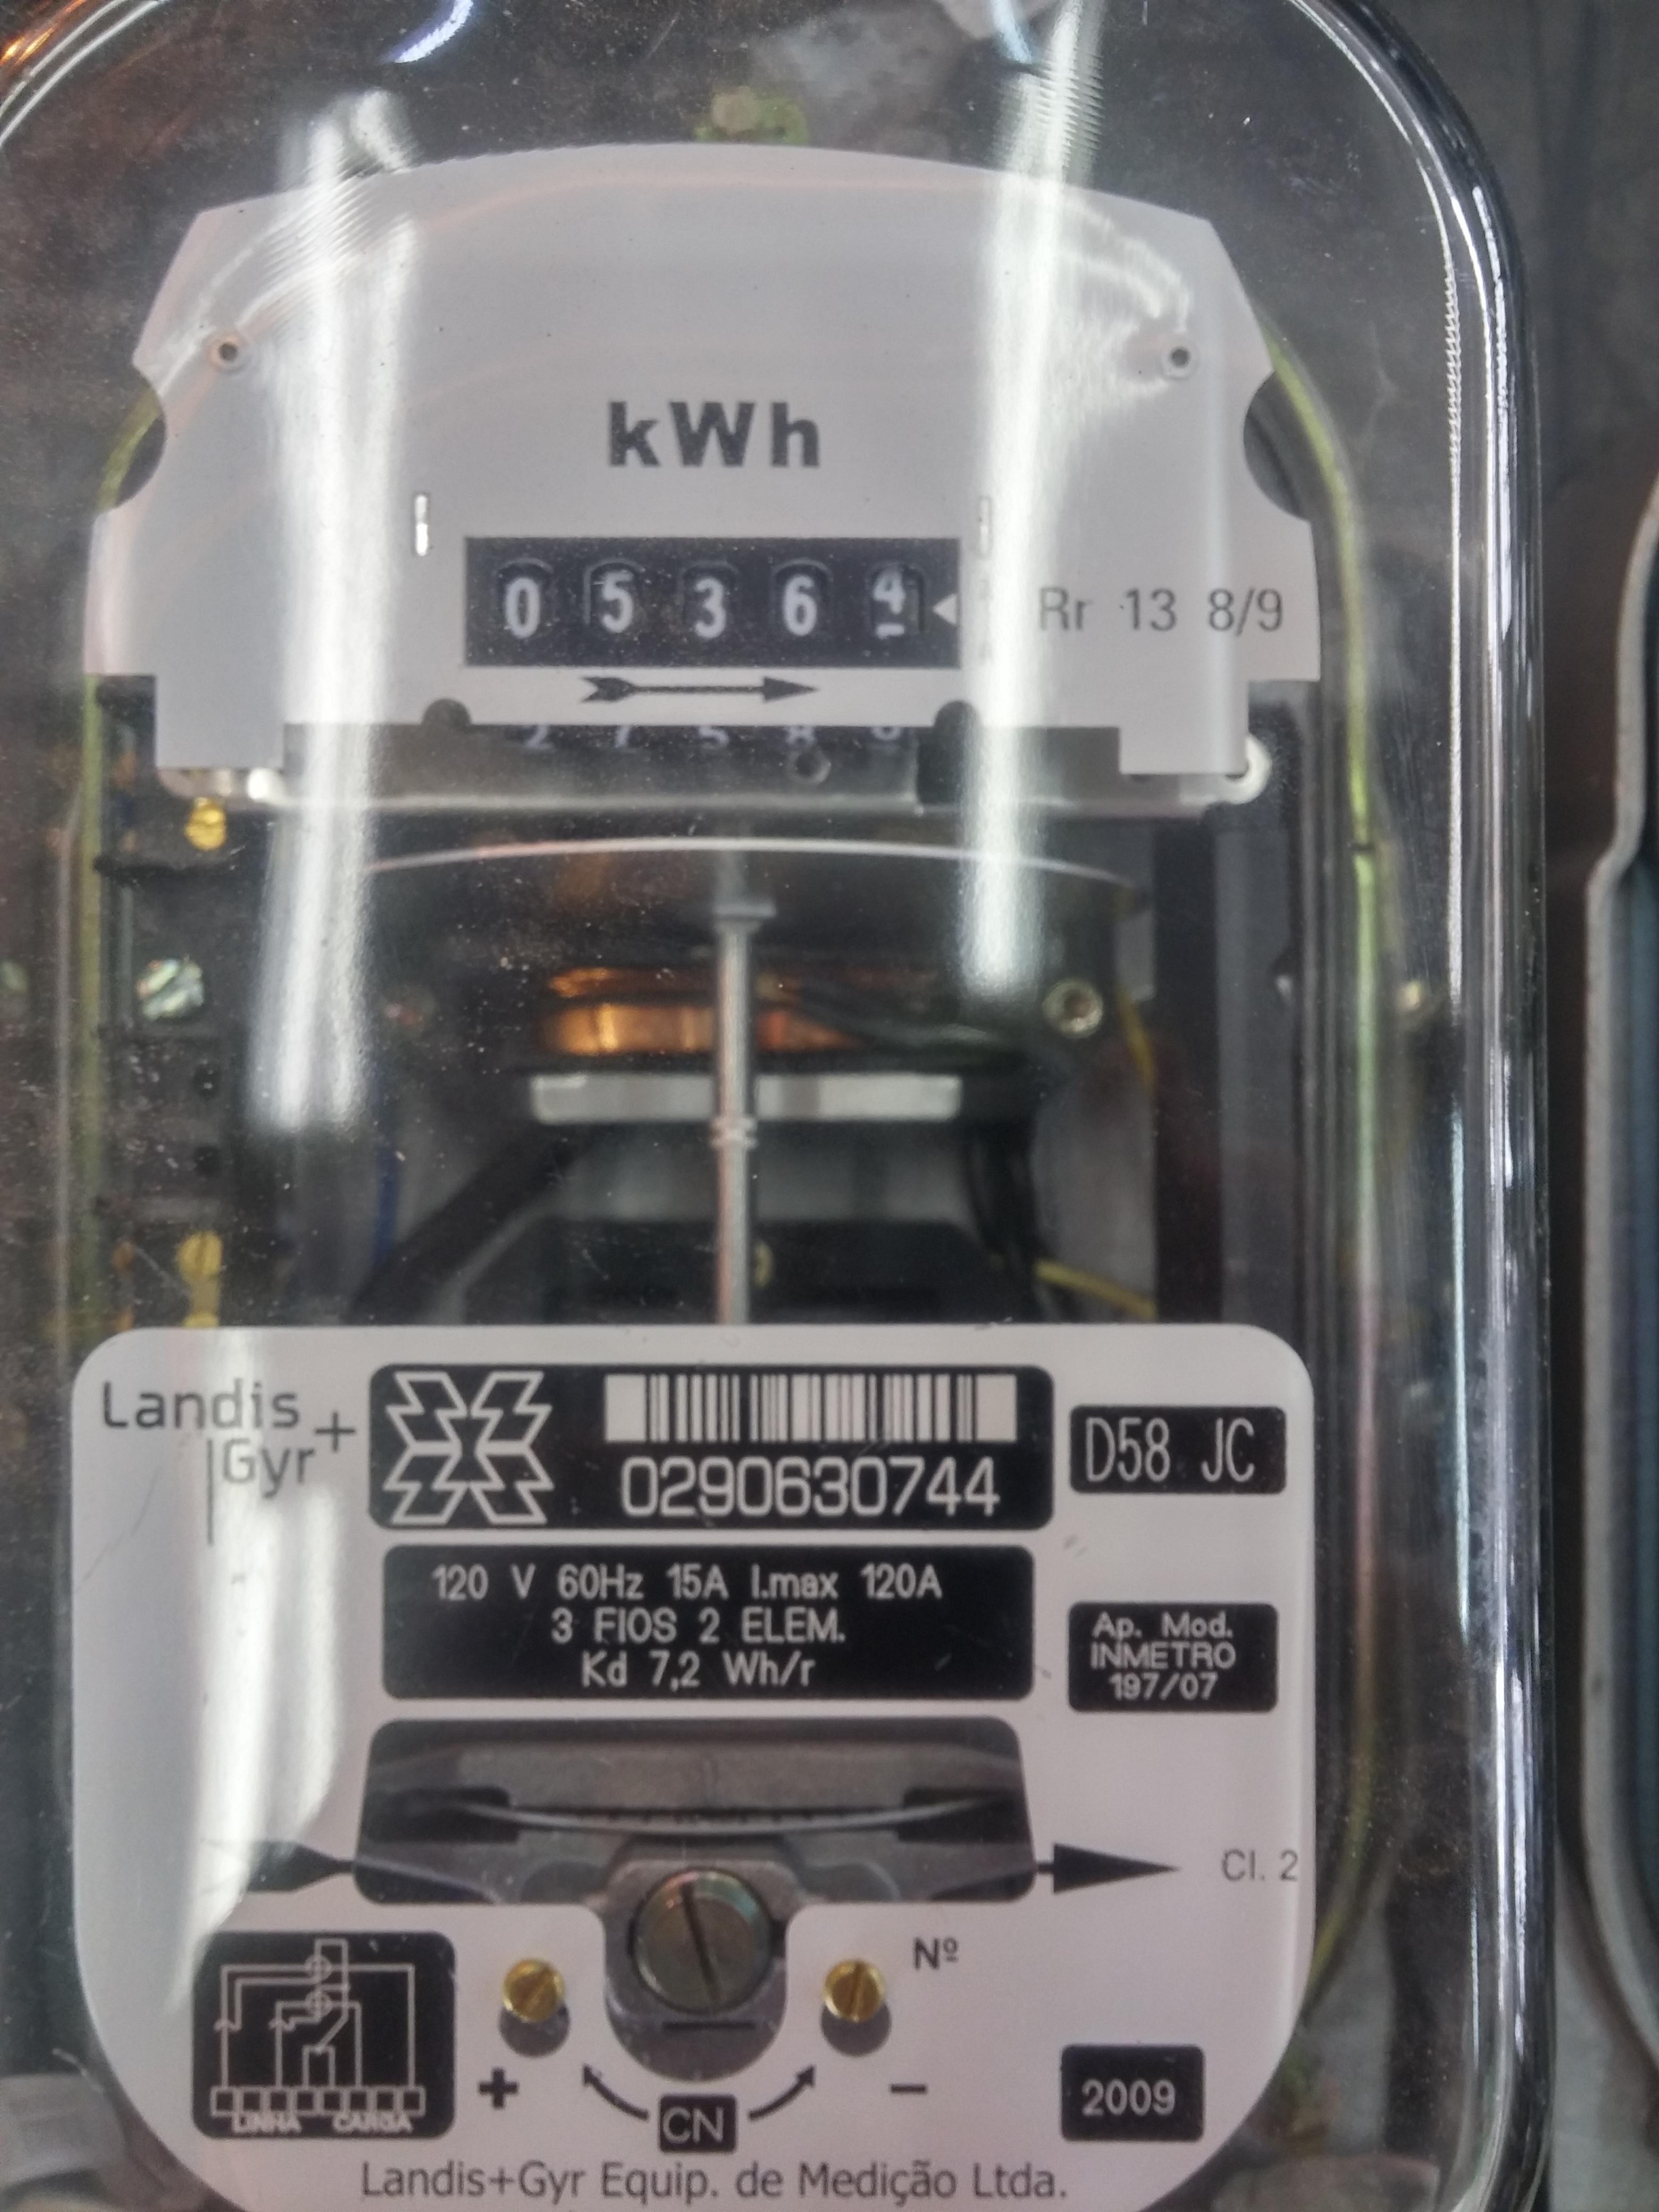 kWh
0 5 3 6 4
Rr 13 8/9
Landis
Gyr+
0290630744
D58 JC
120 V 60Hz 15A I.max 120A
3 FIOS 2 ELEM.
Kd 7,2 Wh/r
Ap. Mod.
INMETRO
197/07
Cl. 2
Nº
+
−
CN
LINHA CARGA
2009
Landis+Gyr Equip. de Medição Ltda.